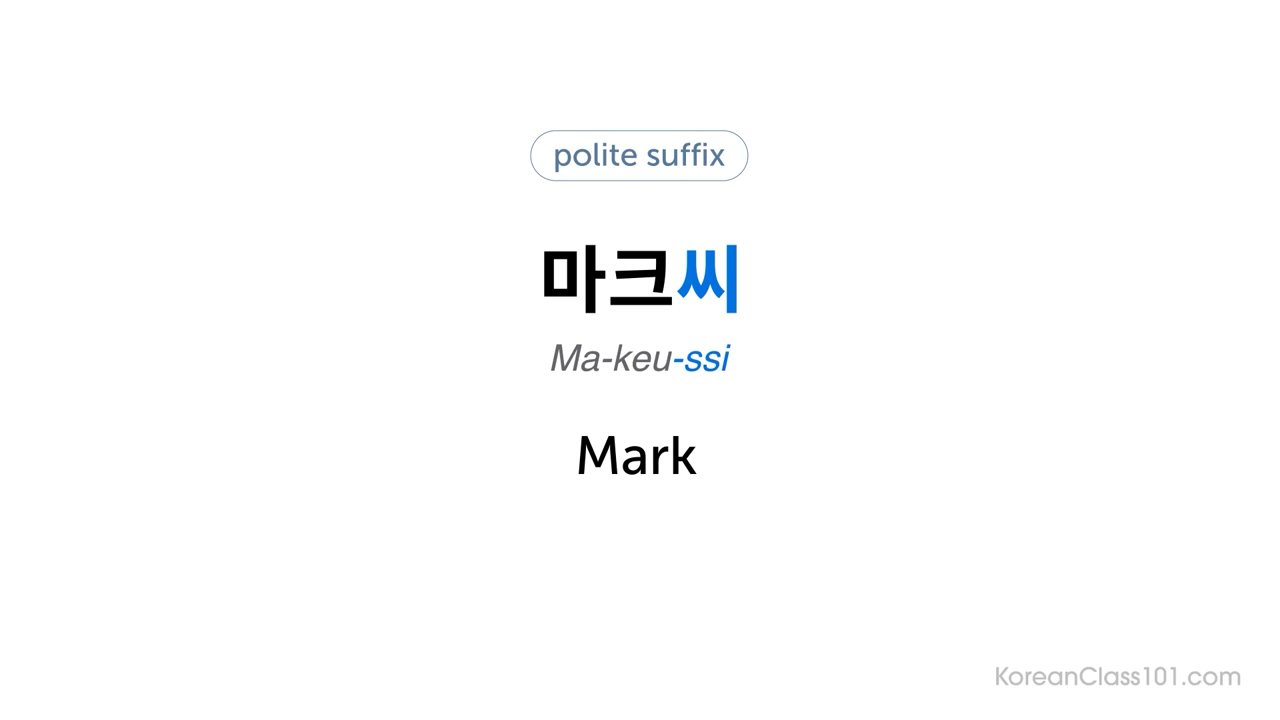 polite suffix
마크씨
Ma-keu-ssi
Mark
KoreanClass101.com